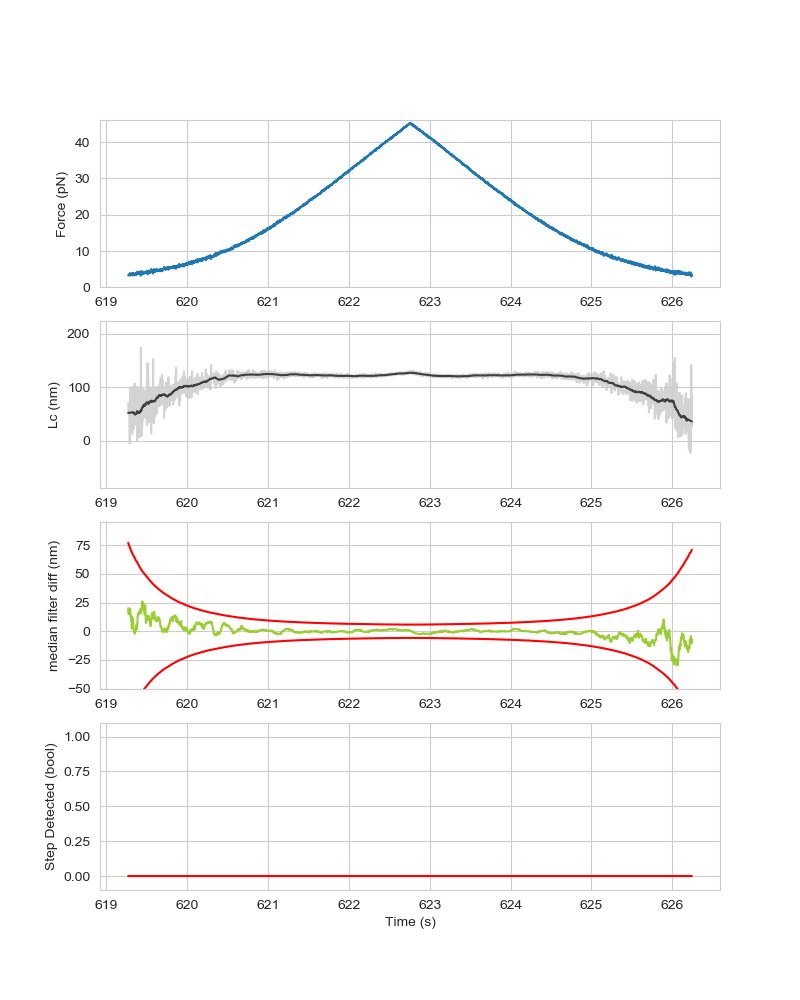 Force (pN)
40
30
20
10
0
619 620 621 622 623 624 625 626
Lc (nm)
200
100
0
619 620 621 622 623 624 625 626
median filter diff (nm)
75
50
25
0
−25
−50
619 620 621 622 623 624 625 626
Step Detected (bool)
1.00
0.75
0.50
0.25
0.00
619 620 621 622 623 624 625 626
Time (s)